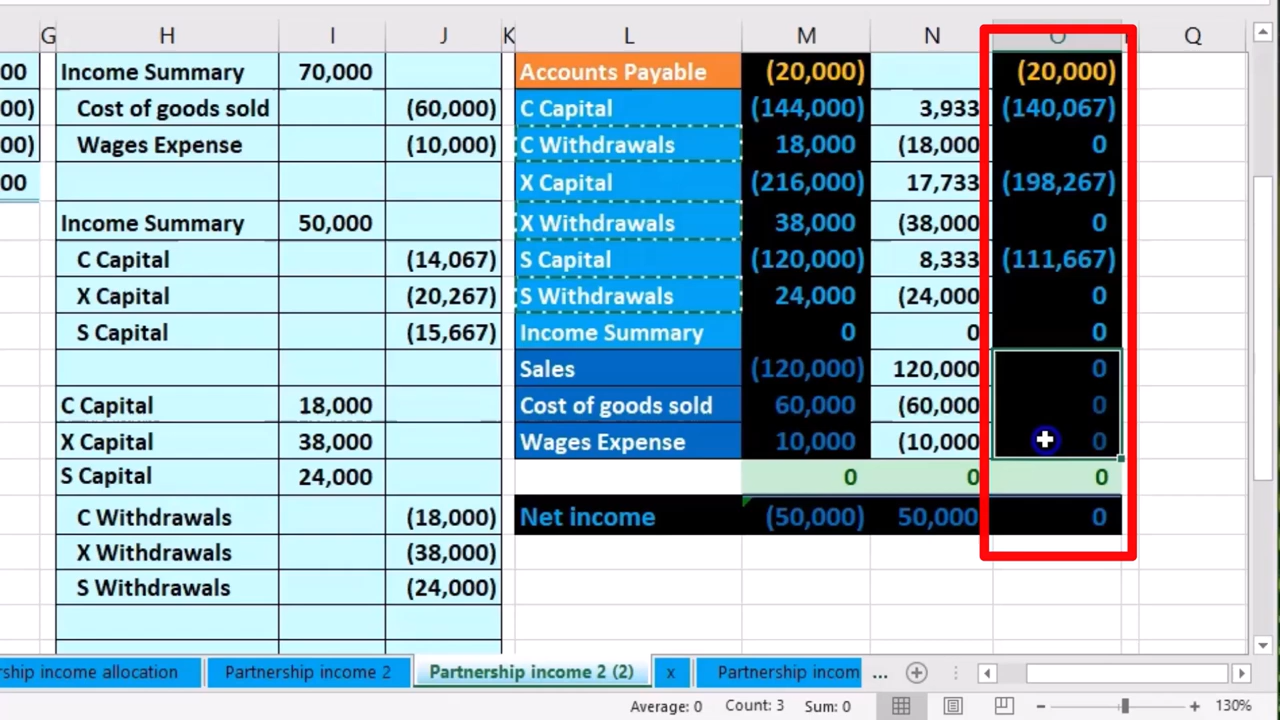 G H I J K L M N O Q
00 Income Summary 70,000 Accounts Payable (20,000) (20,000)
00) Cost of goods sold (60,000) C Capital (144,000) 3,933 (140,067)
00) Wages Expense (10,000) C Withdrawals 18,000 (18,000 0
00 X Capital (216,000) 17,733 (198,267)
Income Summary 50,000 X Withdrawals 38,000 (38,000 0
C Capital (14,067) S Capital (120,000) 8,333 (111,667)
X Capital (20,267) S Withdrawals 24,000 (24,000 0
S Capital (15,667) Income Summary 0 0 0
Sales (120,000) 120,000 0
C Capital 18,000 Cost of goods sold 60,000 (60,000 0
X Capital 38,000 Wages Expense 10,000 (10,000 0
S Capital 24,000 0 0 0
C Withdrawals (18,000) Net income (50,000) 50,000 0
X Withdrawals (38,000)
S Withdrawals (24,000)
ship income allocation Partnership income 2 Partnership income 2 (2) x Partnership incom ...
Average: 0 Count: 3 Sum: 0 130%